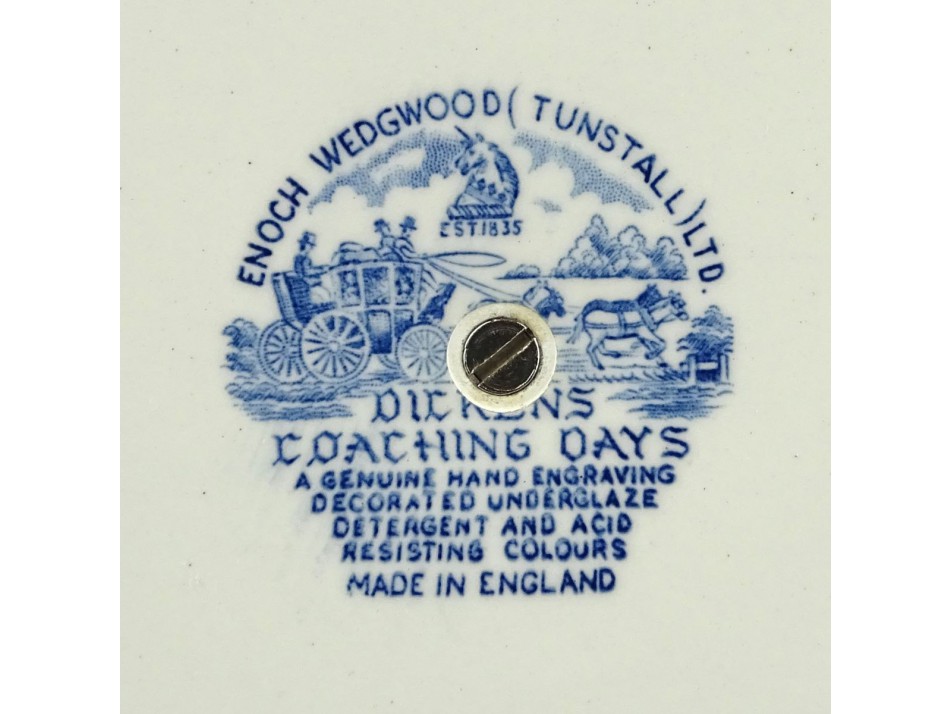 ENOCH WEDGWOOD (TUNSTALL) LTD.
EST. 1835
DICKENS
COACHING DAYS
A GENUINE HAND ENGRAVING
DECORATED UNDERGLAZE
DETERGENT AND ACID
RESISTING COLOURS
MADE IN ENGLAND